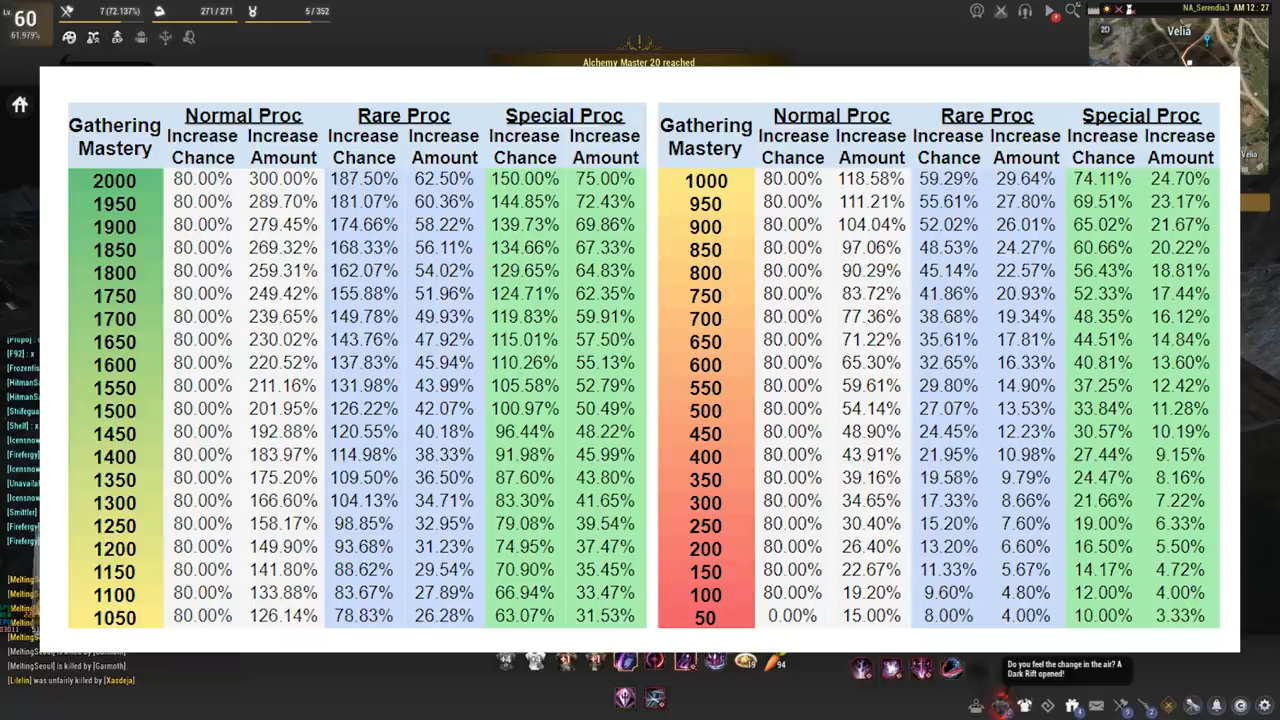 Lv.
60
61.979%
7 (72.137%)
271 / 271
5 / 352
NA_Serendia3 AM 12 : 27
2D
Velia
Alchemy Master 20 reached
Velia
Gathering Mastery | Normal Proc | Rare Proc | Special Proc
Increase Chance | Increase Amount | Increase Chance | Increase Amount | Increase Chance | Increase Amount
2000 80.00% 300.00% 187.50% 62.50% 150.00% 75.00%
1950 80.00% 289.70% 181.07% 60.36% 144.85% 72.43%
1900 80.00% 279.45% 174.66% 58.22% 139.73% 69.86%
1850 80.00% 269.32% 168.33% 56.11% 134.66% 67.33%
1800 80.00% 259.31% 162.07% 54.02% 129.65% 64.83%
1750 80.00% 249.42% 155.88% 51.96% 124.71% 62.35%
1700 80.00% 239.65% 149.78% 49.93% 119.83% 59.91%
1650 80.00% 230.02% 143.76% 47.92% 115.01% 57.50%
1600 80.00% 220.52% 137.83% 45.94% 110.26% 55.13%
1550 80.00% 211.16% 131.98% 43.99% 105.58% 52.79%
1500 80.00% 201.95% 126.22% 42.07% 100.97% 50.49%
1450 80.00% 192.88% 120.55% 40.18% 96.44% 48.22%
1400 80.00% 183.97% 114.98% 38.33% 91.98% 45.99%
1350 80.00% 175.20% 109.50% 36.50% 87.60% 43.80%
1300 80.00% 166.60% 104.13% 34.71% 83.30% 41.65%
1250 80.00% 158.17% 98.85% 32.95% 79.08% 39.54%
1200 80.00% 149.90% 93.68% 31.23% 74.95% 37.47%
1150 80.00% 141.80% 88.62% 29.54% 70.90% 35.45%
1100 80.00% 133.88% 83.67% 27.89% 66.94% 33.47%
1050 80.00% 126.14% 78.83% 26.28% 63.07% 31.53%
Gathering Mastery | Normal Proc | Rare Proc | Special Proc
Increase Chance | Increase Amount | Increase Chance | Increase Amount | Increase Chance | Increase Amount
1000 80.00% 118.58% 59.29% 29.64% 74.11% 24.70%
950 80.00% 111.21% 55.61% 27.80% 69.51% 23.17%
900 80.00% 104.04% 52.02% 26.01% 65.02% 21.67%
850 80.00% 97.06% 48.53% 24.27% 60.66% 20.22%
800 80.00% 90.29% 45.14% 22.57% 56.43% 18.81%
750 80.00% 83.72% 41.86% 20.93% 52.33% 17.44%
700 80.00% 77.36% 38.68% 19.34% 48.35% 16.12%
650 80.00% 71.22% 35.61% 17.81% 44.51% 14.84%
600 80.00% 65.30% 32.65% 16.33% 40.81% 13.60%
550 80.00% 59.61% 29.80% 14.90% 37.25% 12.42%
500 80.00% 54.14% 27.07% 13.53% 33.84% 11.28%
450 80.00% 48.90% 24.45% 12.23% 30.57% 10.19%
400 80.00% 43.91% 21.95% 10.98% 27.44% 9.15%
350 80.00% 39.16% 19.58% 9.79% 24.47% 8.16%
300 80.00% 34.65% 17.33% 8.66% 21.66% 7.22%
250 80.00% 30.40% 15.20% 7.60% 19.00% 6.33%
200 80.00% 26.40% 13.20% 6.60% 16.50% 5.50%
150 80.00% 22.67% 11.33% 5.67% 14.17% 4.72%
100 80.00% 19.20% 9.60% 4.80% 12.00% 4.00%
50 0.00% 15.00% 8.00% 4.00% 10.00% 3.33%
[F92] : x
[Frozentis
[HitmanSa
[HitmanSa
[Strifegua
[Shelt] : x
[Icensnow
[Firefergy
[Icensnow
[Unavailat
[Icensnow
[Smittler]
[Firefergy
[Firefergy]
[MeltingSe
[MeltingSeoul] is killed by [Garmoth].
[Lilelin] was unfairly killed by [Xasdeja]
19
94
Do you feel the change in the air? A
Dark Rift opened!